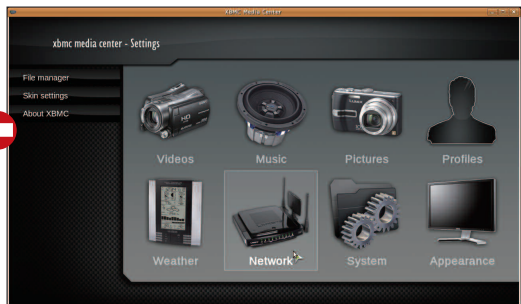 XBMC Media Center
xbmc media center - Settings
File manager
Skin settings
About XBMC
Videos
Music
Pictures
Profiles
Weather
Network
System
Appearance